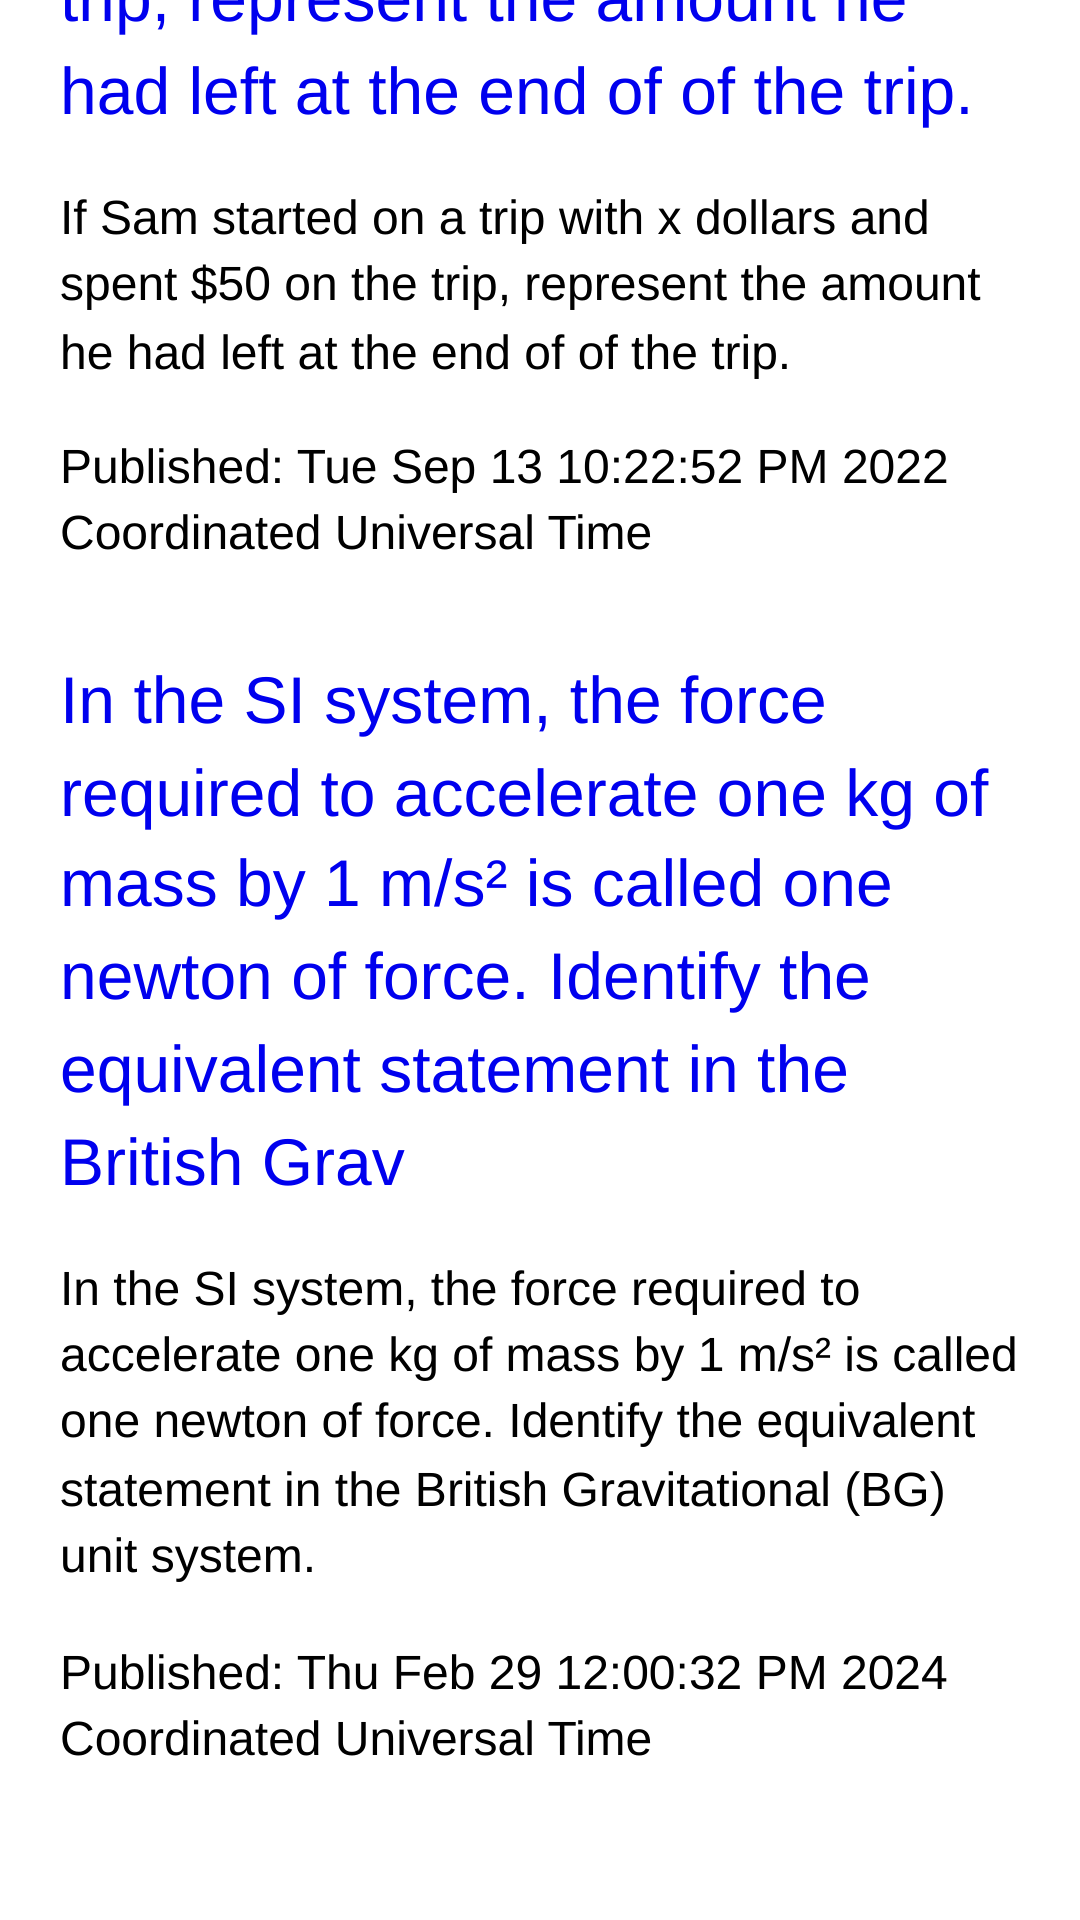 trip, represent the amount he
had left at the end of of the trip.
If Sam started on a trip with x dollars and
spent $50 on the trip, represent the amount
he had left at the end of of the trip.
Published: Tue Sep 13 10:22:52 PM 2022
Coordinated Universal Time
In the SI system, the force
required to accelerate one kg of
mass by 1 m/s² is called one
newton of force. Identify the
equivalent statement in the
British Grav
In the SI system, the force required to
accelerate one kg of mass by 1 m/s² is called
one newton of force. Identify the equivalent
statement in the British Gravitational (BG)
unit system.
Published: Thu Feb 29 12:00:32 PM 2024
Coordinated Universal Time